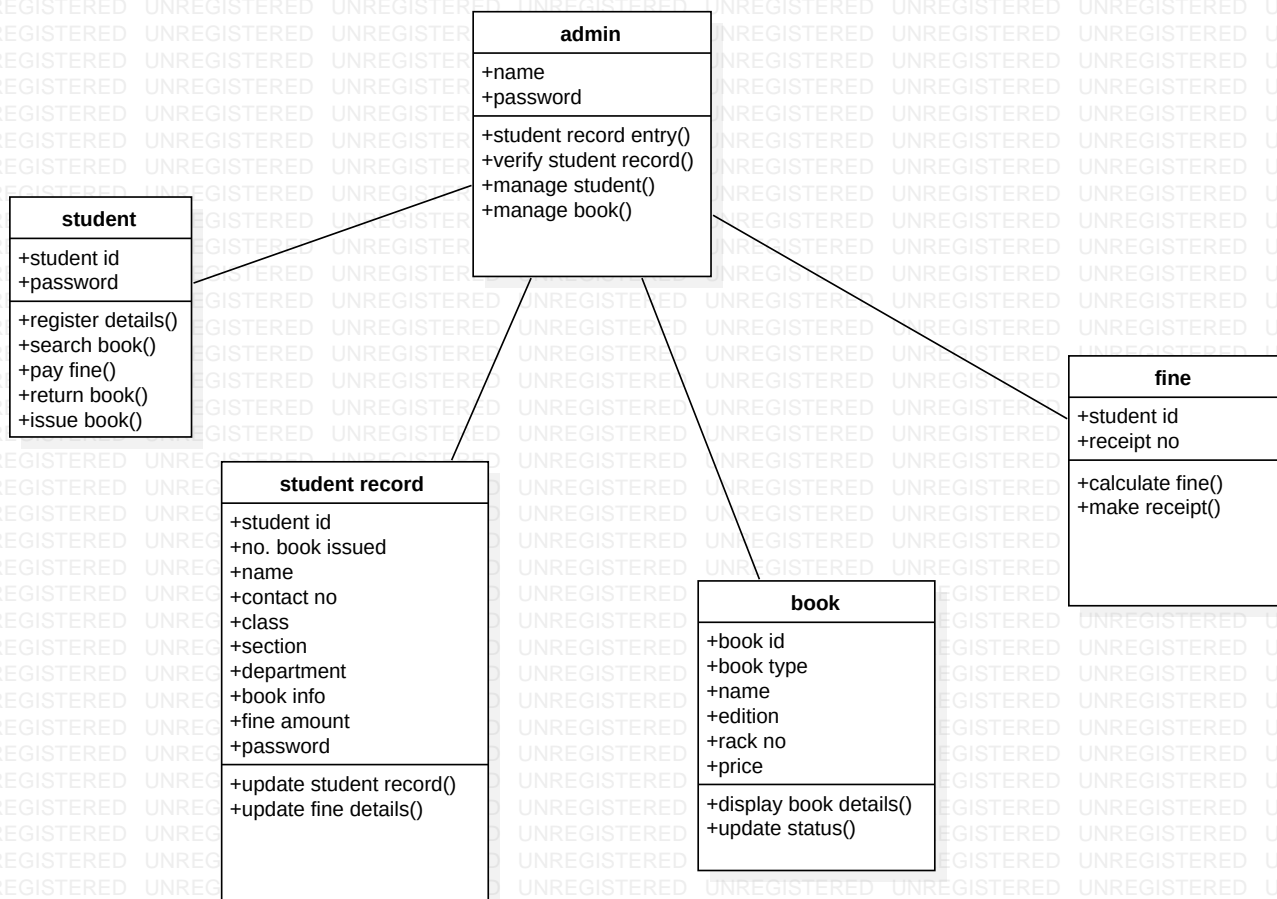 admin
+name
+password
+student record entry()
+verify student record()
+manage student()
+manage book()
student
+student id
+password
+register details()
+search book()
+pay fine()
+return book()
+issue book()
fine
+student id
+receipt no
+calculate fine()
+make receipt()
student record
+student id
+no. book issued
+name
+contact no
+class
+section
+department
+book info
+fine amount
+password
+update student record()
+update fine details()
book
+book id
+book type
+name
+edition
+rack no
+price
+display book details()
+update status()
UNREGISTERED